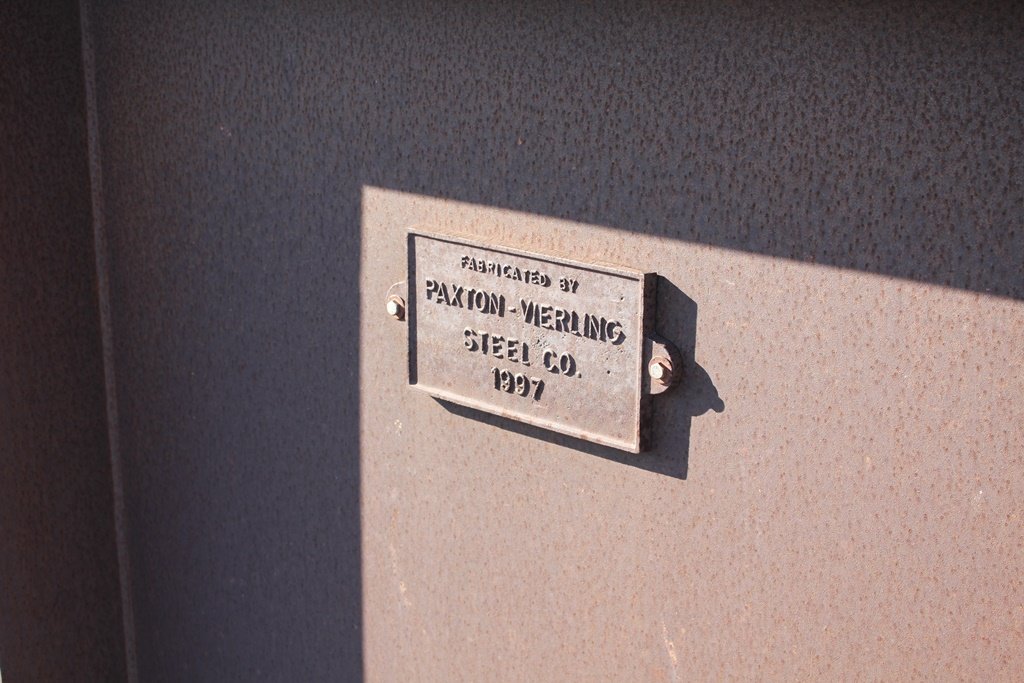 FABRICATED BY
PAXTON-VIERLING
STEEL CO.
1997